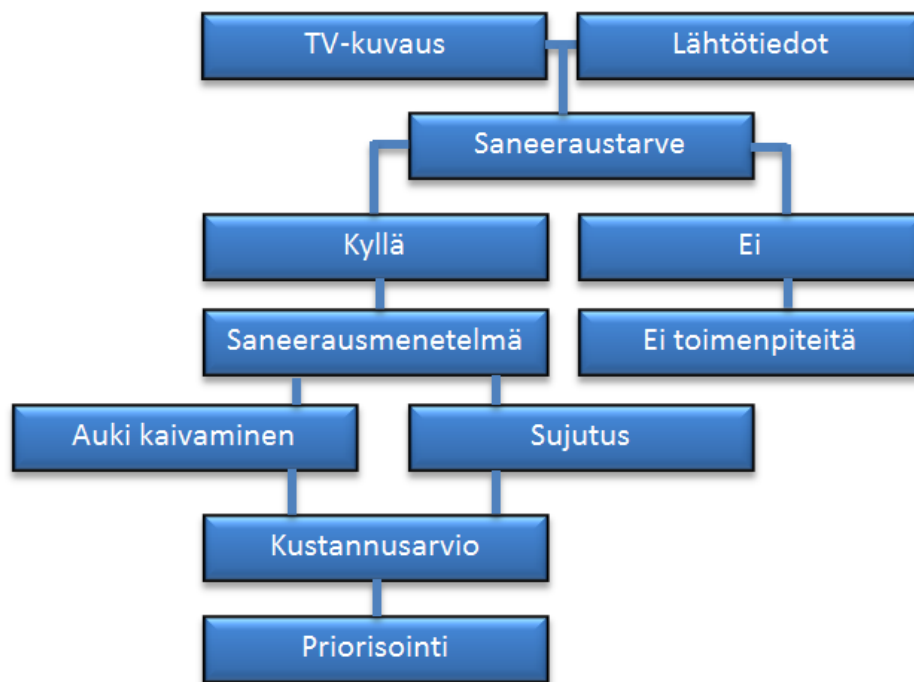 TV-kuvaus
Lähtötiedot
Saneeraustarve
Kyllä
Ei
Saneerausmenetelmä
Ei toimenpiteitä
Auki kaivaminen
Sujutus
Kustannusarvio
Priorisointi